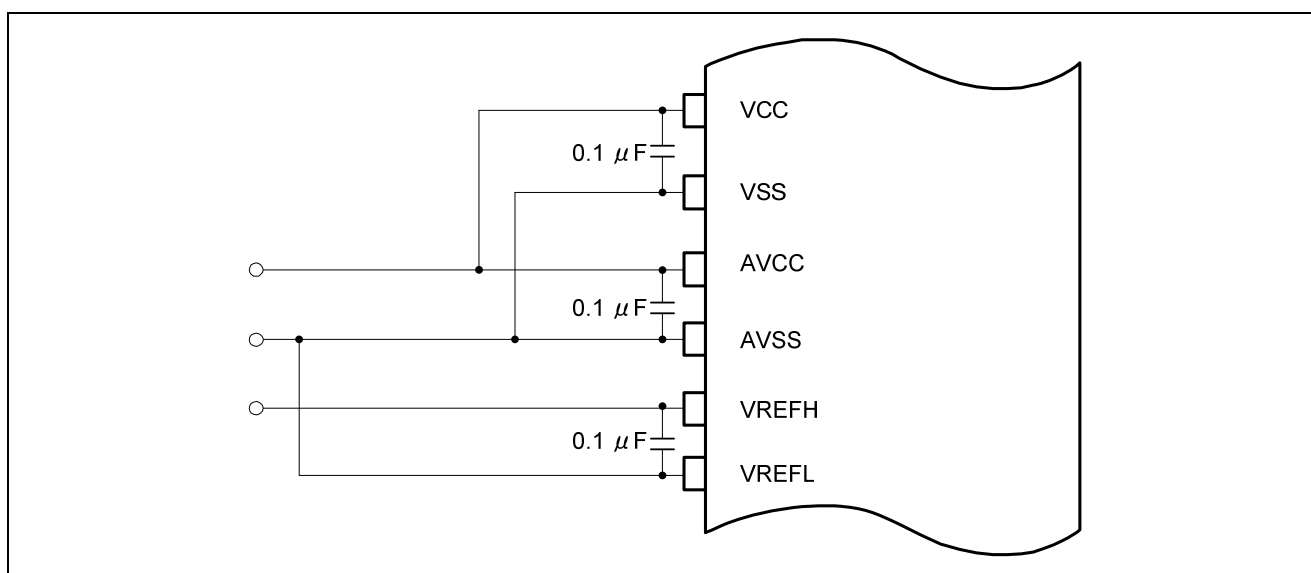 VCC
0.1 μF
VSS
AVCC
0.1 μF
AVSS
VREFH
0.1 μF
VREFL